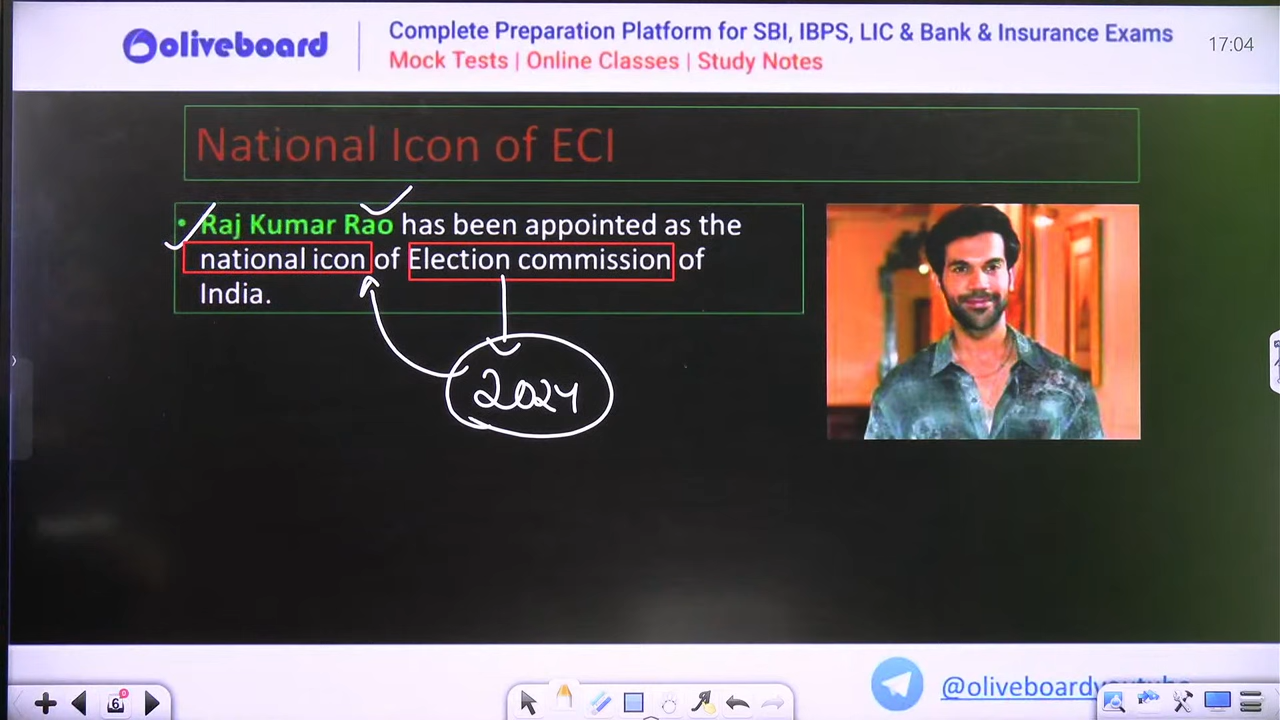 oliveboard
Complete Preparation Platform for SBI, IBPS, LIC & Bank & Insurance Exams
Mock Tests | Online Classes | Study Notes
17:04
National Icon of ECI
• Raj Kumar Rao has been appointed as the
national icon of Election commission of
India.
2024
6
0